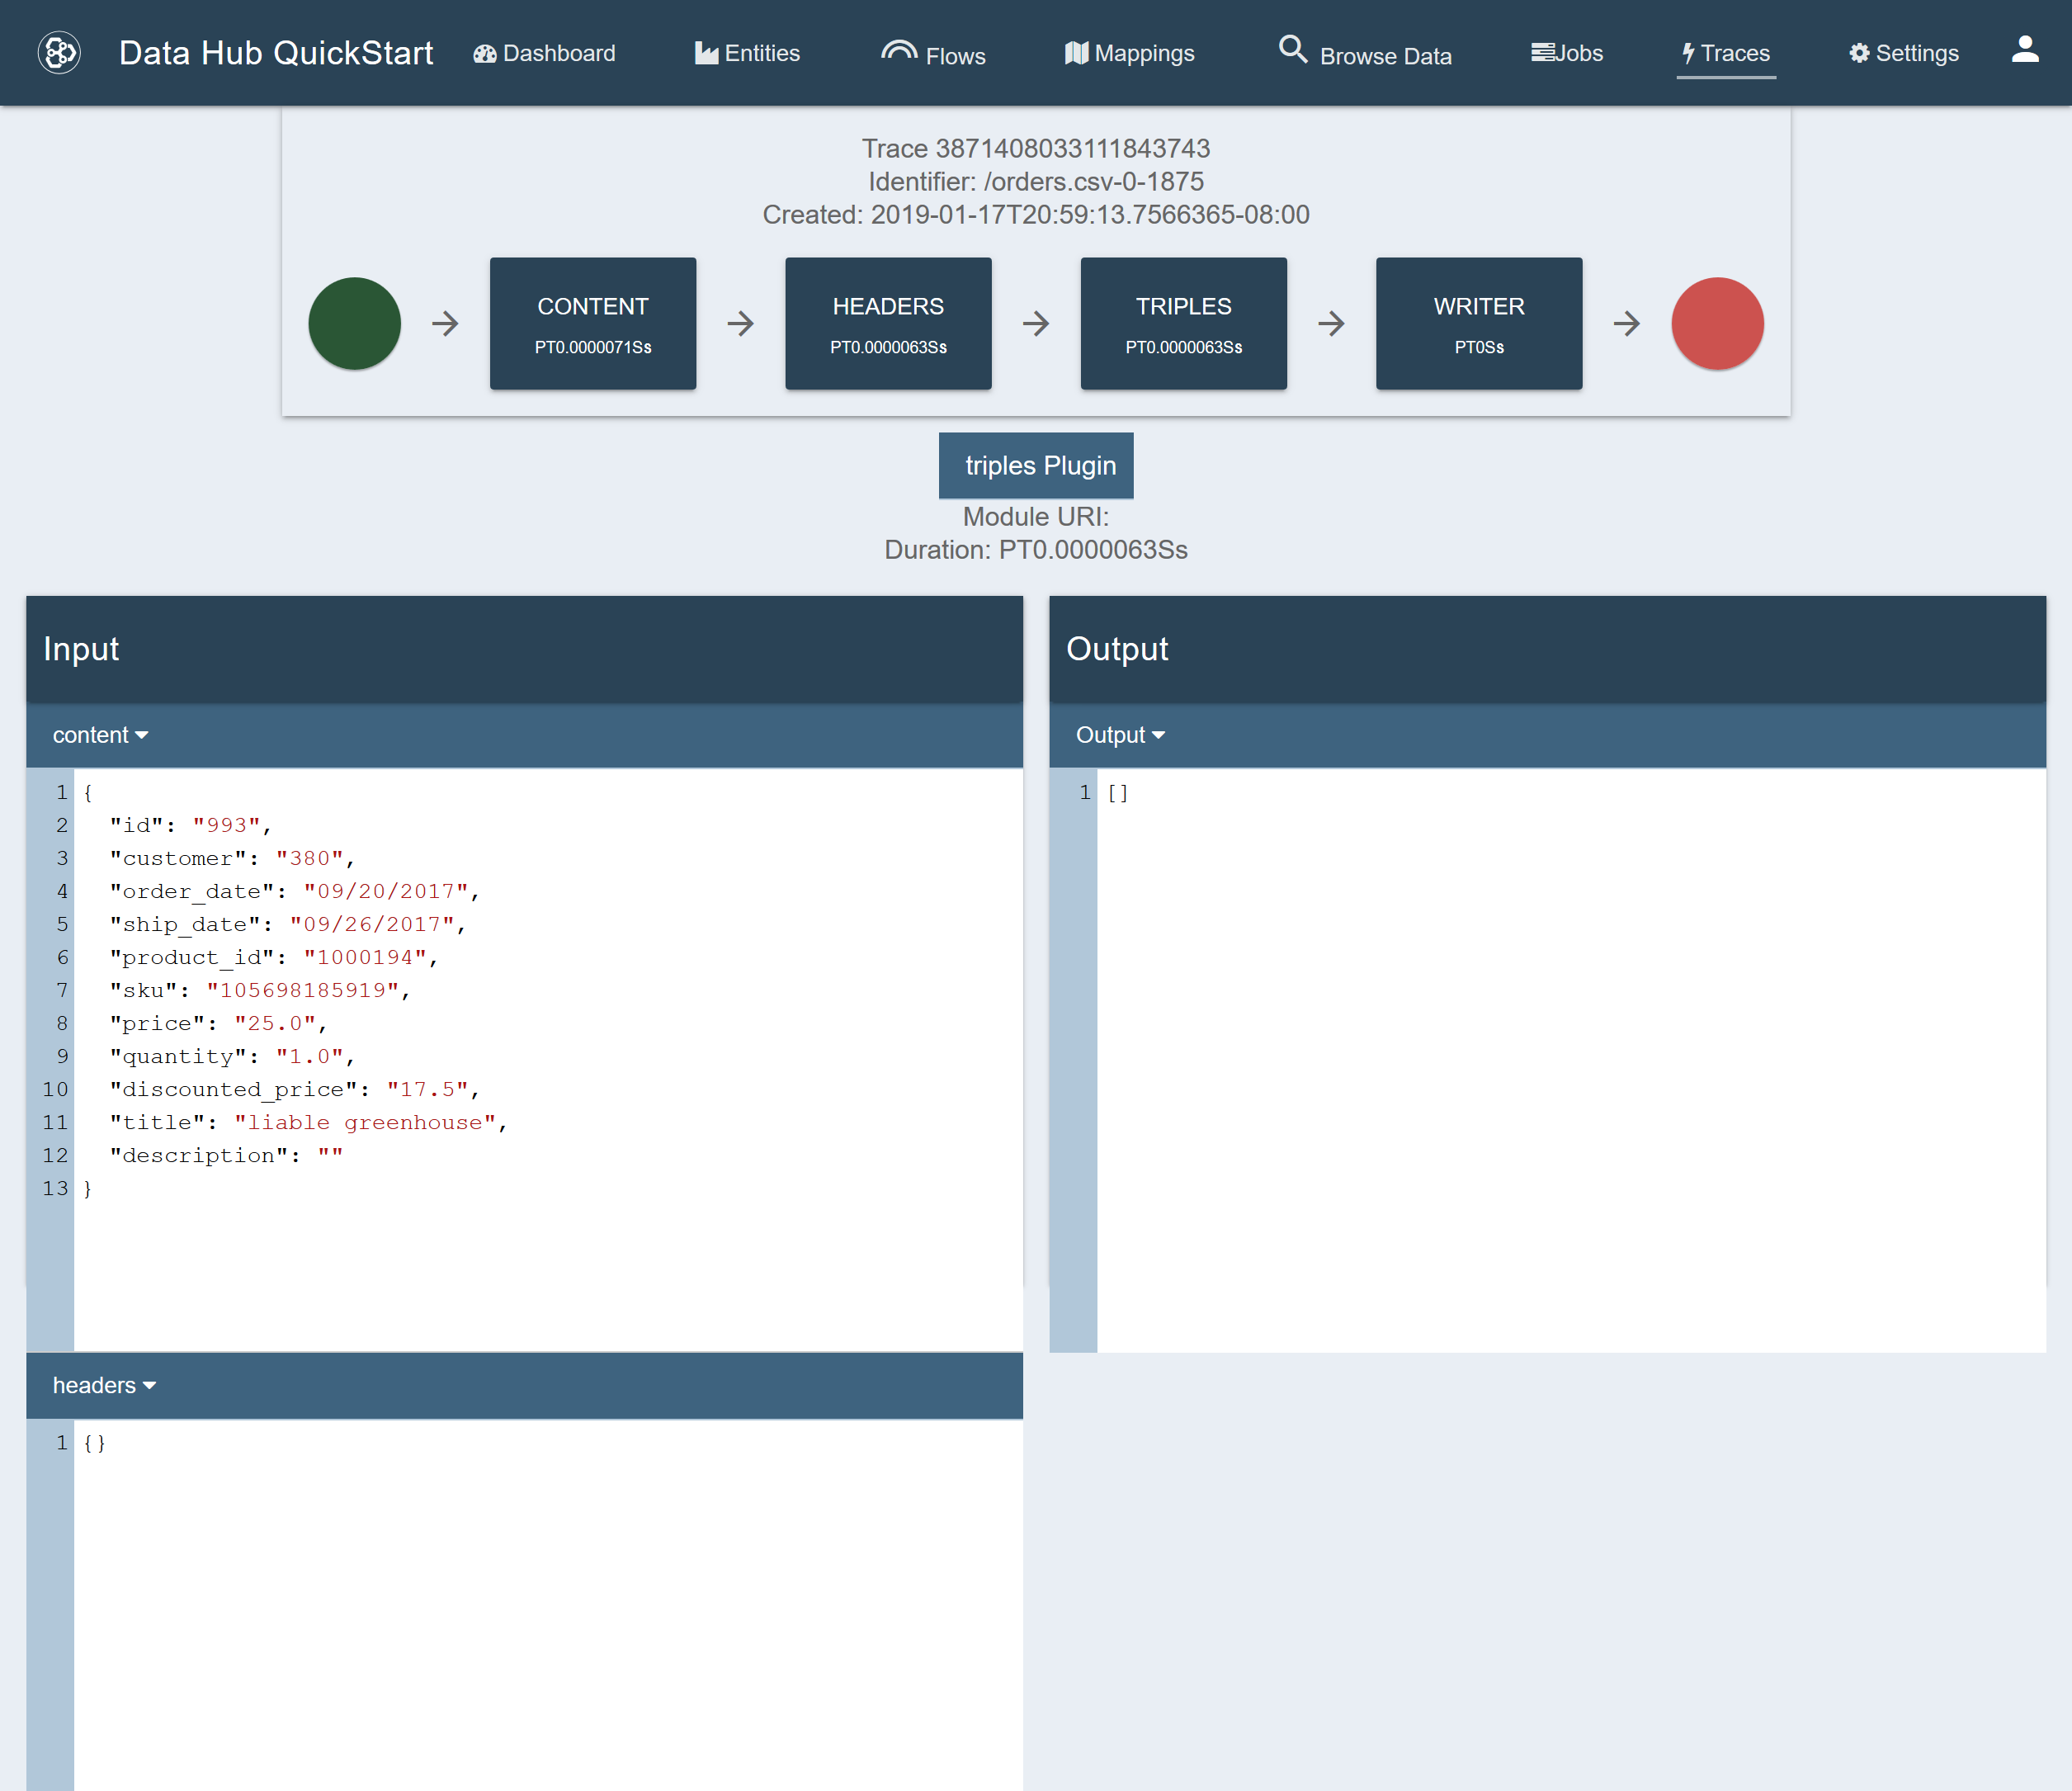 Data Hub QuickStart Dashboard Entities Flows Mappings Browse Data Jobs Traces Settings
Trace 3871408033111843743
Identifier: /orders.csv-0-1875
Created: 2019-01-17T20:59:13.7566365-08:00
CONTENT
PT0.0000071Ss
HEADERS
PT0.0000063Ss
TRIPLES
PT0.0000063Ss
WRITER
PT0Ss
triples Plugin
Module URI:
Duration: PT0.0000063Ss
Input
content
1 {
2 "id": "993",
3 "customer": "380",
4 "order_date": "09/20/2017",
5 "ship_date": "09/26/2017",
6 "product_id": "1000194",
7 "sku": "105698185919",
8 "price": "25.0",
9 "quantity": "1.0",
10 "discounted_price": "17.5",
11 "title": "liable greenhouse",
12 "description": ""
13 }
headers
1 {}
Output
Output
1 []